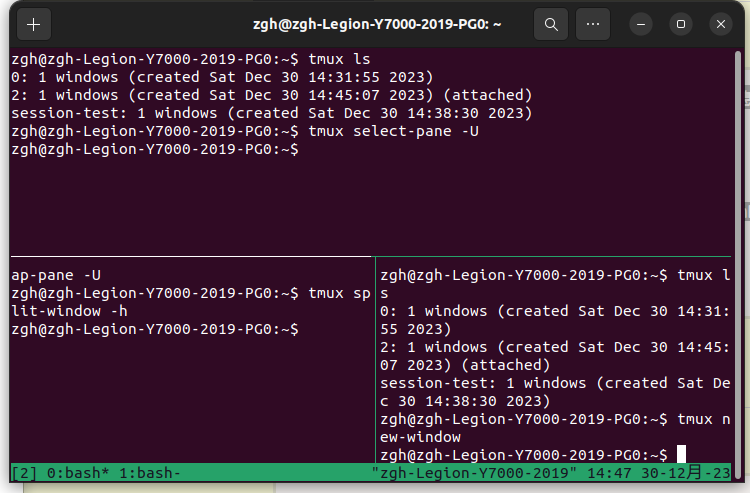 zgh@zgh-Legion-Y7000-2019-PG0: ~
zgh@zgh-Legion-Y7000-2019-PG0:~$ tmux ls
0: 1 windows (created Sat Dec 30 14:31:55 2023)
2: 1 windows (created Sat Dec 30 14:45:07 2023) (attached)
session-test: 1 windows (created Sat Dec 30 14:38:30 2023)
zgh@zgh-Legion-Y7000-2019-PG0:~$ tmux select-pane -U
zgh@zgh-Legion-Y7000-2019-PG0:~$
ap-pane -U
zgh@zgh-Legion-Y7000-2019-PG0:~$ tmux sp
lit-window -h
zgh@zgh-Legion-Y7000-2019-PG0:~$
zgh@zgh-Legion-Y7000-2019-PG0:~$ tmux l
s
0: 1 windows (created Sat Dec 30 14:31:
55 2023)
2: 1 windows (created Sat Dec 30 14:45:
07 2023) (attached)
session-test: 1 windows (created Sat De
c 30 14:38:30 2023)
zgh@zgh-Legion-Y7000-2019-PG0:~$ tmux n
ew-window
zgh@zgh-Legion-Y7000-2019-PG0:~$
[2] 0:bash* 1:bash- "zgh-Legion-Y7000-2019" 14:47 30-12月-23